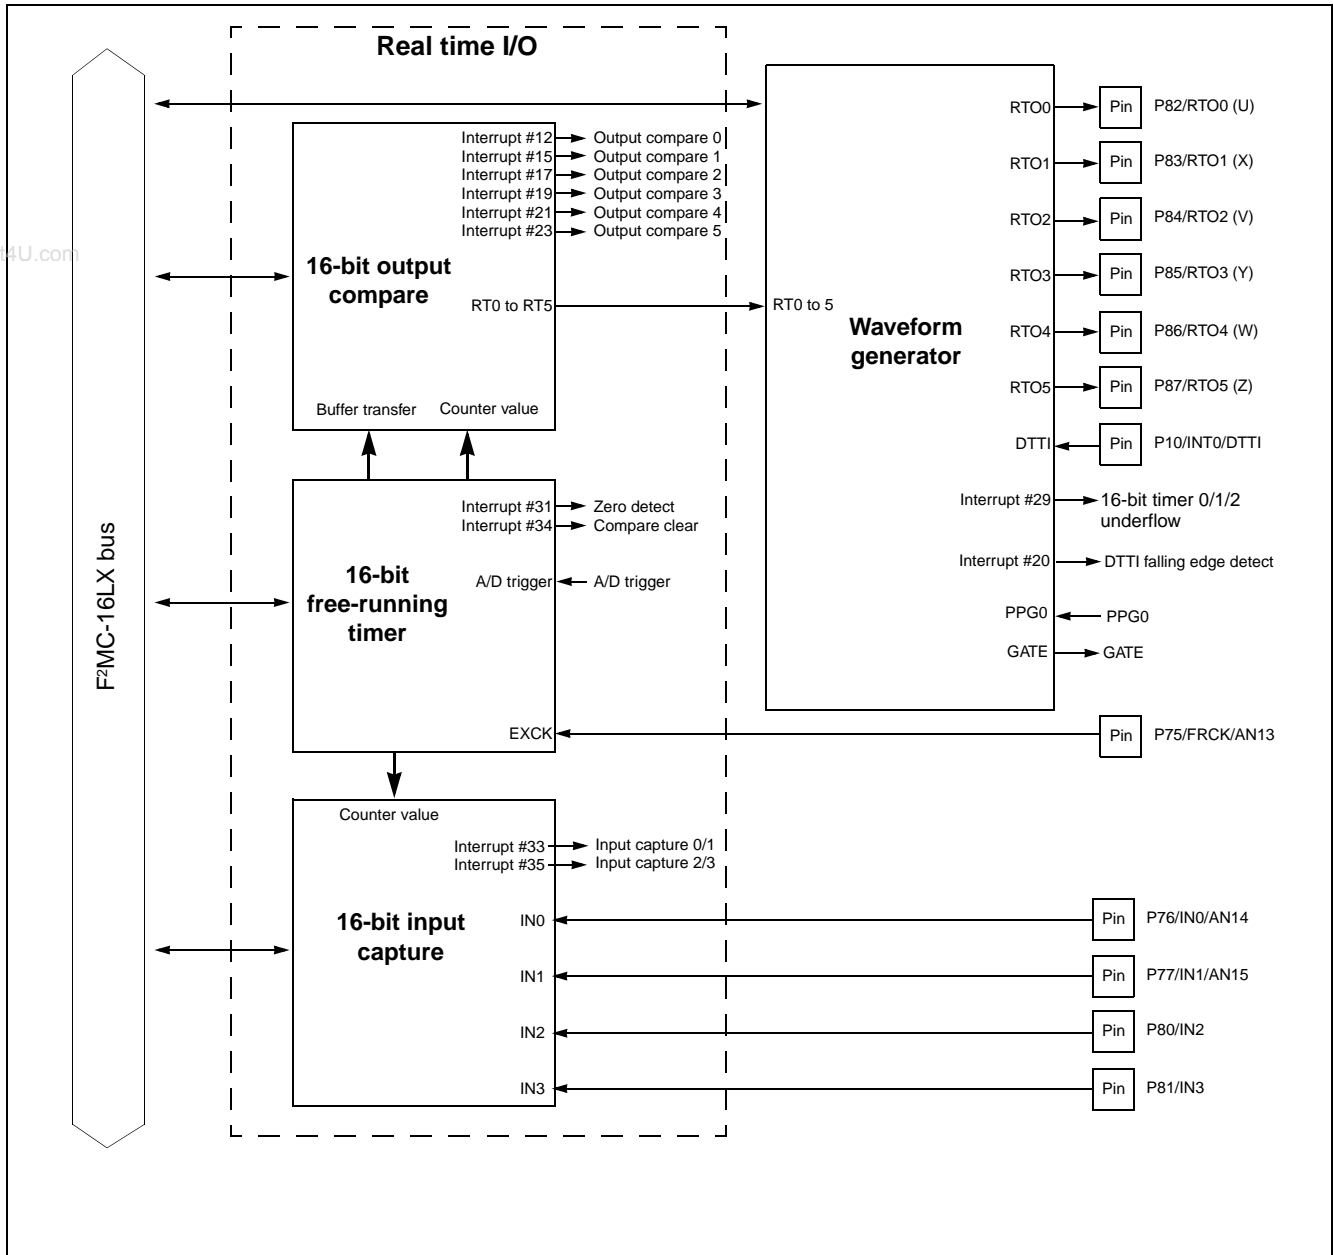 Real time I/O
RTO0
Pin
P82/RTO0 (U)
Interrupt #12
Output compare 0
Interrupt #15
Output compare 1
Interrupt #17
Output compare 2
Interrupt #19
Output compare 3
Interrupt #21
Output compare 4
Interrupt #23
Output compare 5
RTO1
Pin
P83/RTO1 (X)
RTO2
Pin
P84/RTO2 (V)
t4U.com
16-bit output
compare
RT0 to RT5
RT0 to 5
RTO3
Pin
P85/RTO3 (Y)
Waveform
generator
RTO4
Pin
P86/RTO4 (W)
RTO5
Pin
P87/RTO5 (Z)
Buffer transfer
Counter value
DTTI
Pin
P10/INT0/DTTI
Interrupt #29
16-bit timer 0/1/2
underflow
Interrupt #20
DTTI falling edge detect
PPG0
PPG0
GATE
GATE
F²MC-16LX bus
Interrupt #31
Zero detect
Interrupt #34
Compare clear
16-bit
free-running
timer
A/D trigger
A/D trigger
EXCK
Pin
P75/FRCK/AN13
Counter value
Interrupt #33
Input capture 0/1
Interrupt #35
Input capture 2/3
16-bit input
capture
IN0
Pin
P76/IN0/AN14
IN1
Pin
P77/IN1/AN15
IN2
Pin
P80/IN2
IN3
Pin
P81/IN3